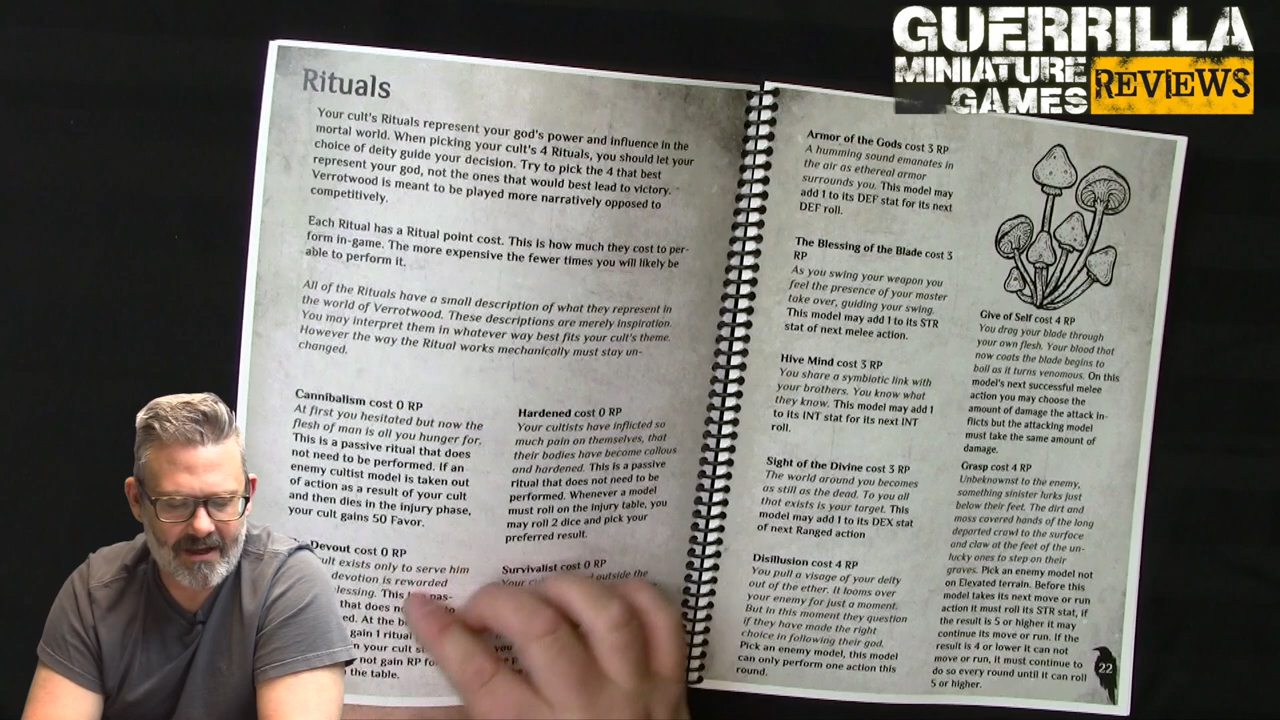 GUERRILLA
MINIATURE
GAMES
REVIEWS
Rituals
Your cult's Rituals represent your god's power and influence in the
mortal world. When picking your cult's 4 Rituals, you should let your
choice of deity guide your decision. Try to pick the 4 that best
represent your god, not the ones that would best lead to victory.
Verrotwood is meant to be played more narratively opposed to
competitively.
Each Ritual has a Ritual point cost. This is how much they cost to per-
form in-game. The more expensive the fewer times you will likely be
able to perform it.
All of the Rituals have a small description of what they represent in
the world of Verrotwood. These descriptions are merely inspiration.
You may interpret them in whatever way best fits your cult's theme.
However the way the Ritual works mechanically must stay un-
changed.
Cannibalism cost 0 RP
At first you hesitated but now the
flesh of man is all you hunger for.
This is a passive ritual that does
not need to be performed. If an
enemy cultist model is taken out
of action as a result of your cult
and then dies in the injury phase,
your cult gains 50 Favor.
Devout cost 0 RP
cult exists only to serve him
devotion is rewarded
blessing. This is pas-
that does
ed. At the
gain 1 ritual
n your cult
not gain RP
the table.
Hardened cost 0 RP
Your cultists have inflicted so
much pain on themselves, that
their bodies have become callous
and hardened. This is a passive
ritual that does not need to be
performed. Whenever a model
must roll on the injury table, you
may roll 2 dice and pick your
preferred result.
Survivalist cost 0 RP
Your outside the
Armor of the Gods cost 3 RP
A humming sound emanates in
the air as ethereal armor
surrounds you. This model may
add 1 to its DEF stat for its next
DEF roll.
The Blessing of the Blade cost 3
RP
As you swing your weapon you
feel the presence of your master
take over, guiding your swing.
This model may add 1 to its STR
stat of next melee action.
Hive Mind cost 3 RP
You share a symbiotic link with
your brothers. You know what
they know. This model may add 1
to its INT stat for its next INT
roll.
Sight of the Divine cost 3 RP
The world around you becomes
as still as the dead. To you all
that exists is your target. This
model may add 1 to its DEX stat
of next Ranged action
Disillusion cost 4 RP
You pull a visage of your deity
out of the ether. It looms over
your enemy for just a moment.
But in this moment they question
if they have made the right
choice in following their god.
Pick an enemy model, this model
can only perform one action this
round.
Give of Self cost 4 RP
You drag your blade through
your own flesh. Your blood that
now coats the blade begins to
boil as it turns venomous. On this
model's next successful melee
action you may choose the
amount of damage the attack in-
flicts but the attacking model
must take the same amount of
damage.
Grasp cost 4 RP
Unbeknownst to the enemy,
something sinister lurks just
below their feet. The dirt and
moss covered hands of the long
departed crawl to the surface
and claw at the feet of the un-
lucky ones to step on their
graves. Pick an enemy model not
on Elevated terrain. Before this
model takes its next move or run
action it must roll its STR stat, if
the result is 5 or higher it may
continue its move or run. If the
result is 4 or lower it can not
move or run, it must continue to
do so every round until it can roll
5 or higher.
22